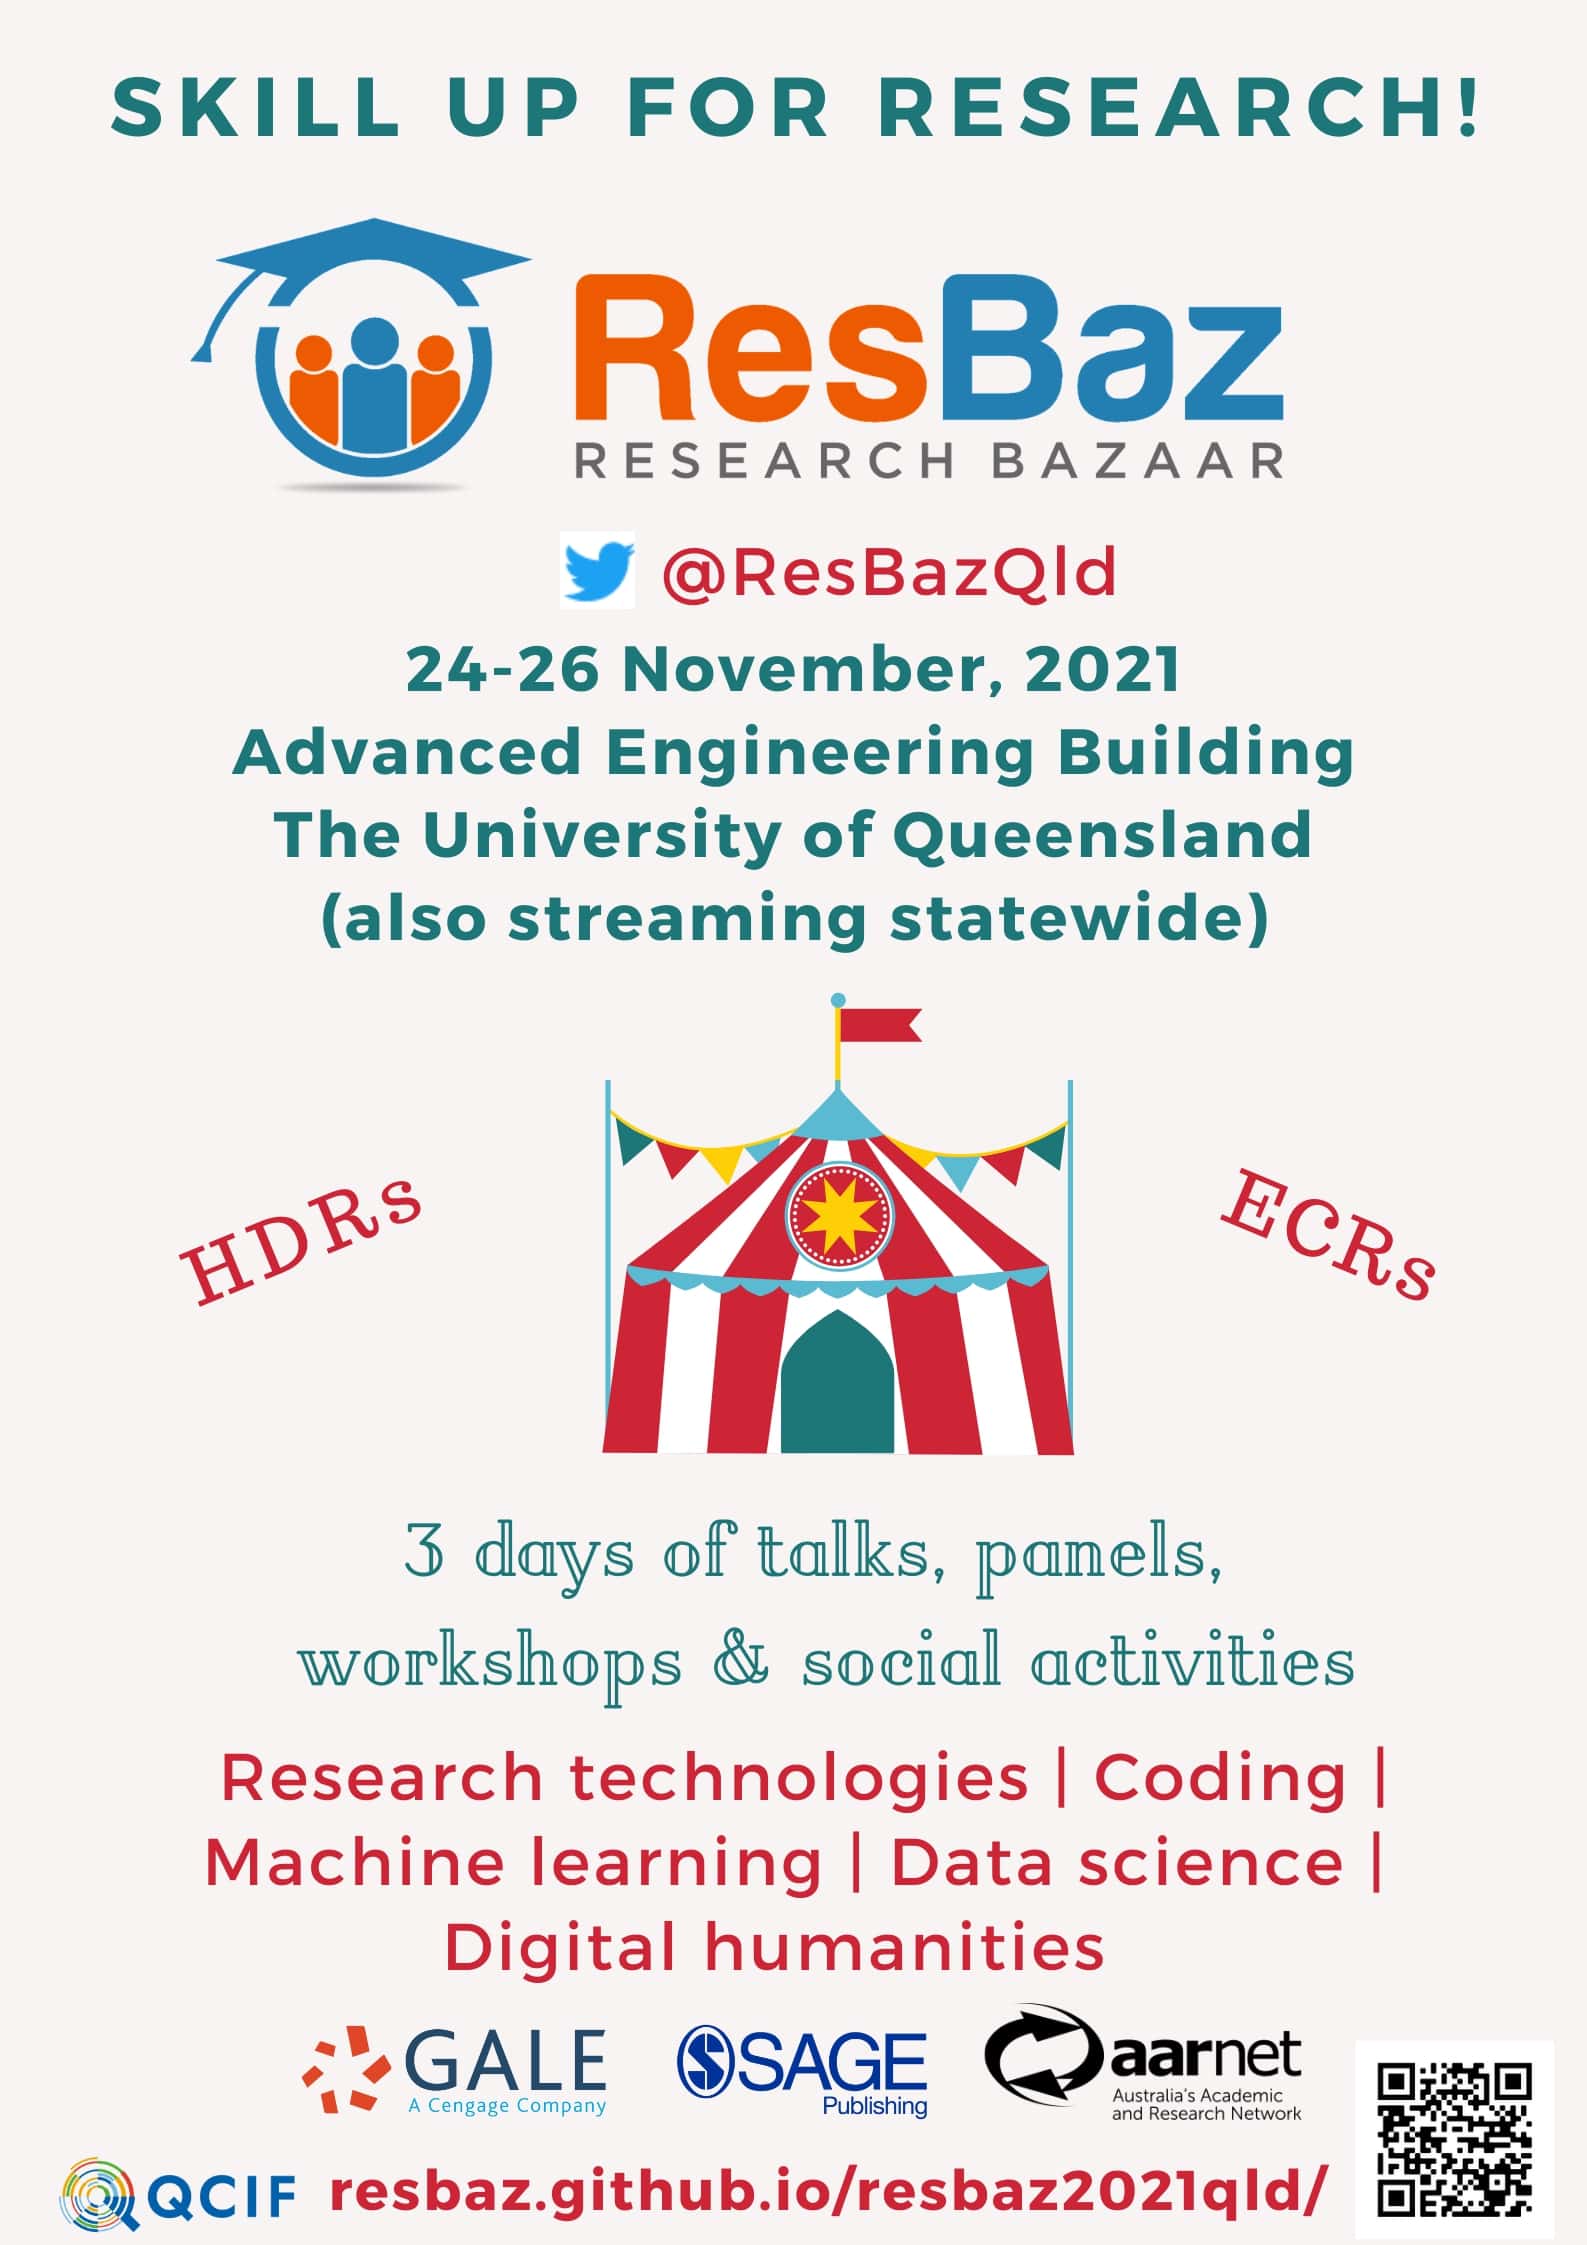 SKILL UP FOR RESEARCH!
ResBaz
RESEARCH BAZAAR
@ResBazQld
24-26 November, 2021
Advanced Engineering Building
The University of Queensland
(also streaming statewide)
HDRs
ECRs
3 days of talks, panels,
workshops & social activities
Research technologies | Coding |
Machine learning | Data science |
Digital humanities
GALE
A Cengage Company
SAGE
Publishing
aarnet
Australia's Academic
and Research Network
QCIF
resbaz.github.io/resbaz2021qld/